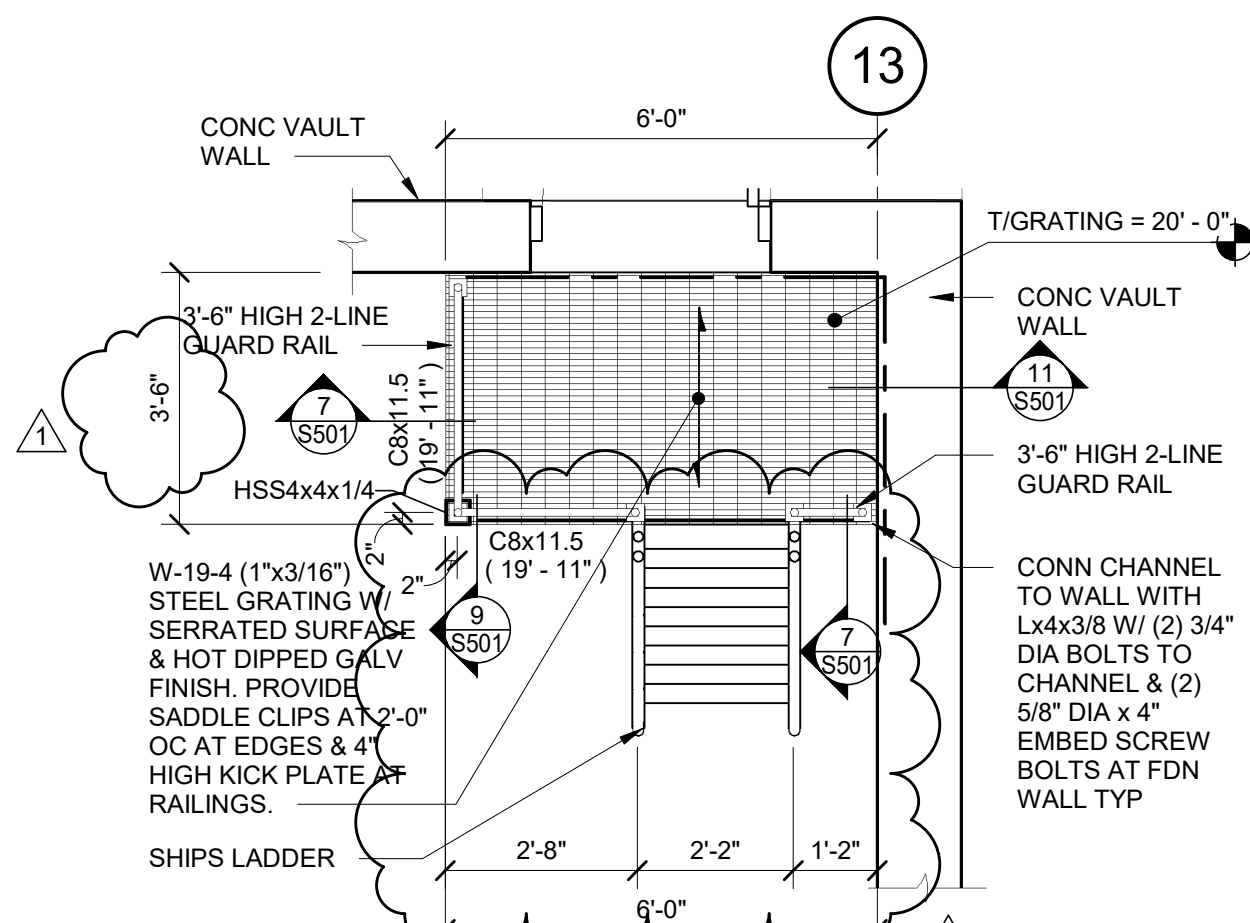 13
6'-0"
CONC VAULT
WALL
T/GRATING = 20' - 0"
CONC VAULT
WALL
3'-6" HIGH 2-LINE
GUARD RAIL
3'-6"
1
7
S501
C8x11.5
( 19' - 11" )
11
S501
3'-6" HIGH 2-LINE
GUARD RAIL
HSS4x4x1/4
2"
2"
C8x11.5
( 19' - 11" )
W-19-4 (1"x3/16")
STEEL GRATING W/
SERRATED SURFACE
& HOT DIPPED GALV
FINISH. PROVIDE
SADDLE CLIPS AT 2'-0"
OC AT EDGES & 4"
HIGH KICK PLATE AT
RAILINGS.
9
S501
7
S501
CONN CHANNEL
TO WALL WITH
Lx4x3/8 W/ (2) 3/4"
DIA BOLTS TO
CHANNEL & (2)
5/8" DIA x 4"
EMBED SCREW
BOLTS AT FDN
WALL TYP
SHIPS LADDER
2'-8"
2'-2"
1'-2"
6'-0"